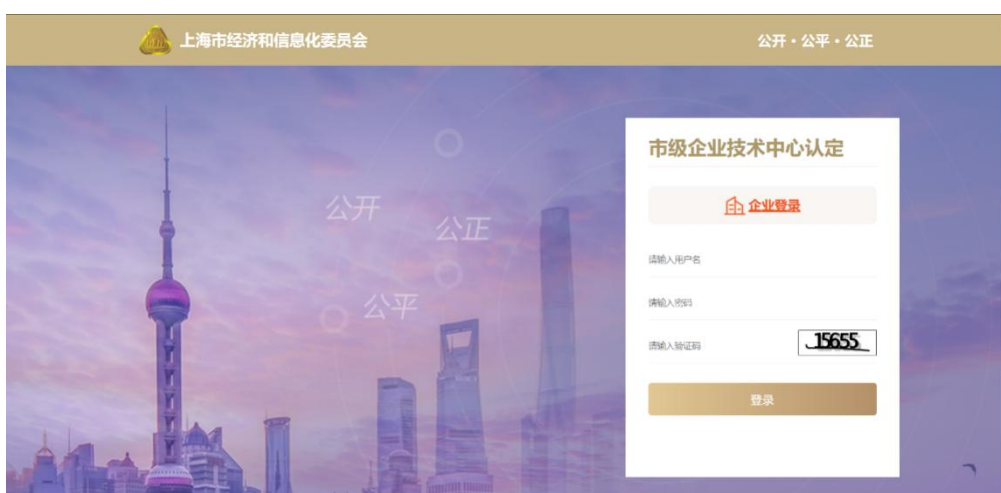 上海市经济和信息化委员会
公开·公平·公正
公开
公正
公平
市级企业技术中心认定
企业登录
请输入用户名
请输入密码
请输入验证码
15655
登录